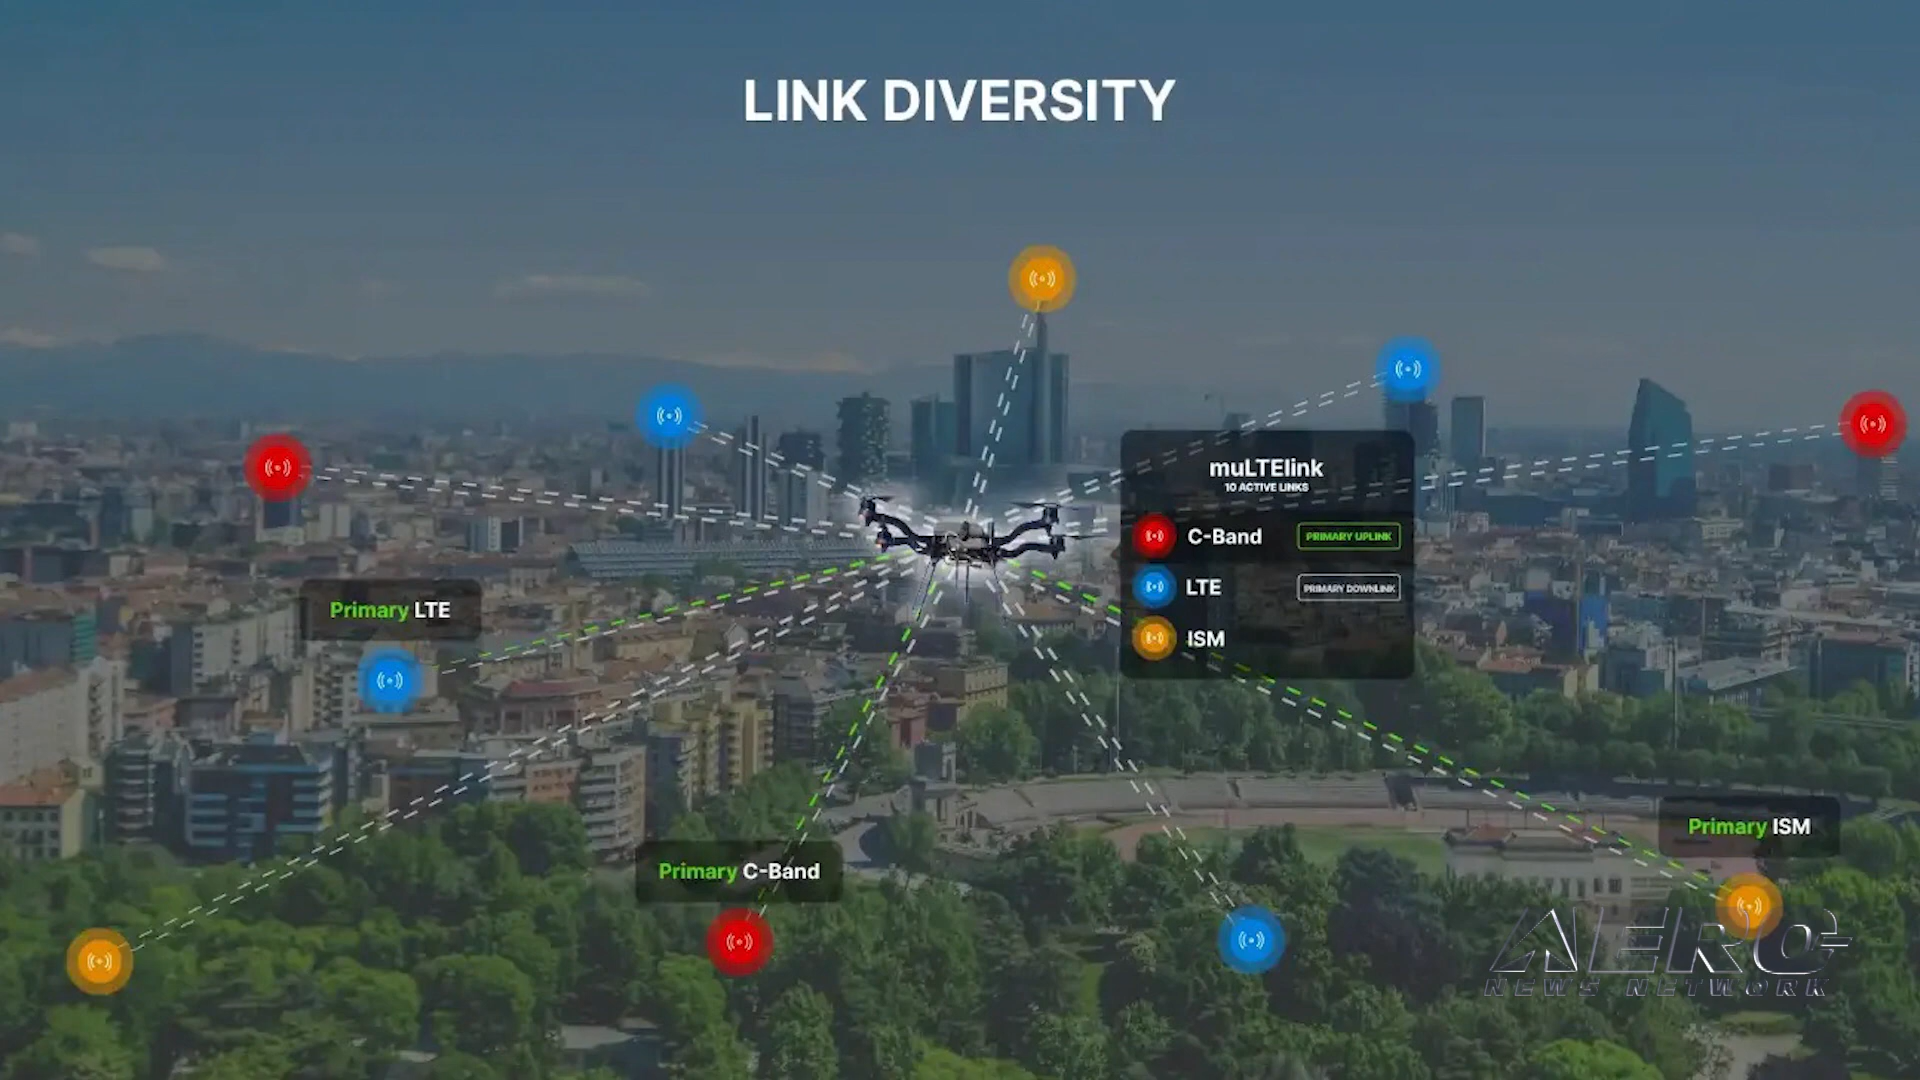 LINK DIVERSITY
muLTElink
10 ACTIVE LINKS
C-Band
PRIMARY UPLINK
LTE
PRIMARY DOWNLINK
ISM
Primary LTE
Primary ISM
Primary C-Band
AERO
NEWS NETWORK